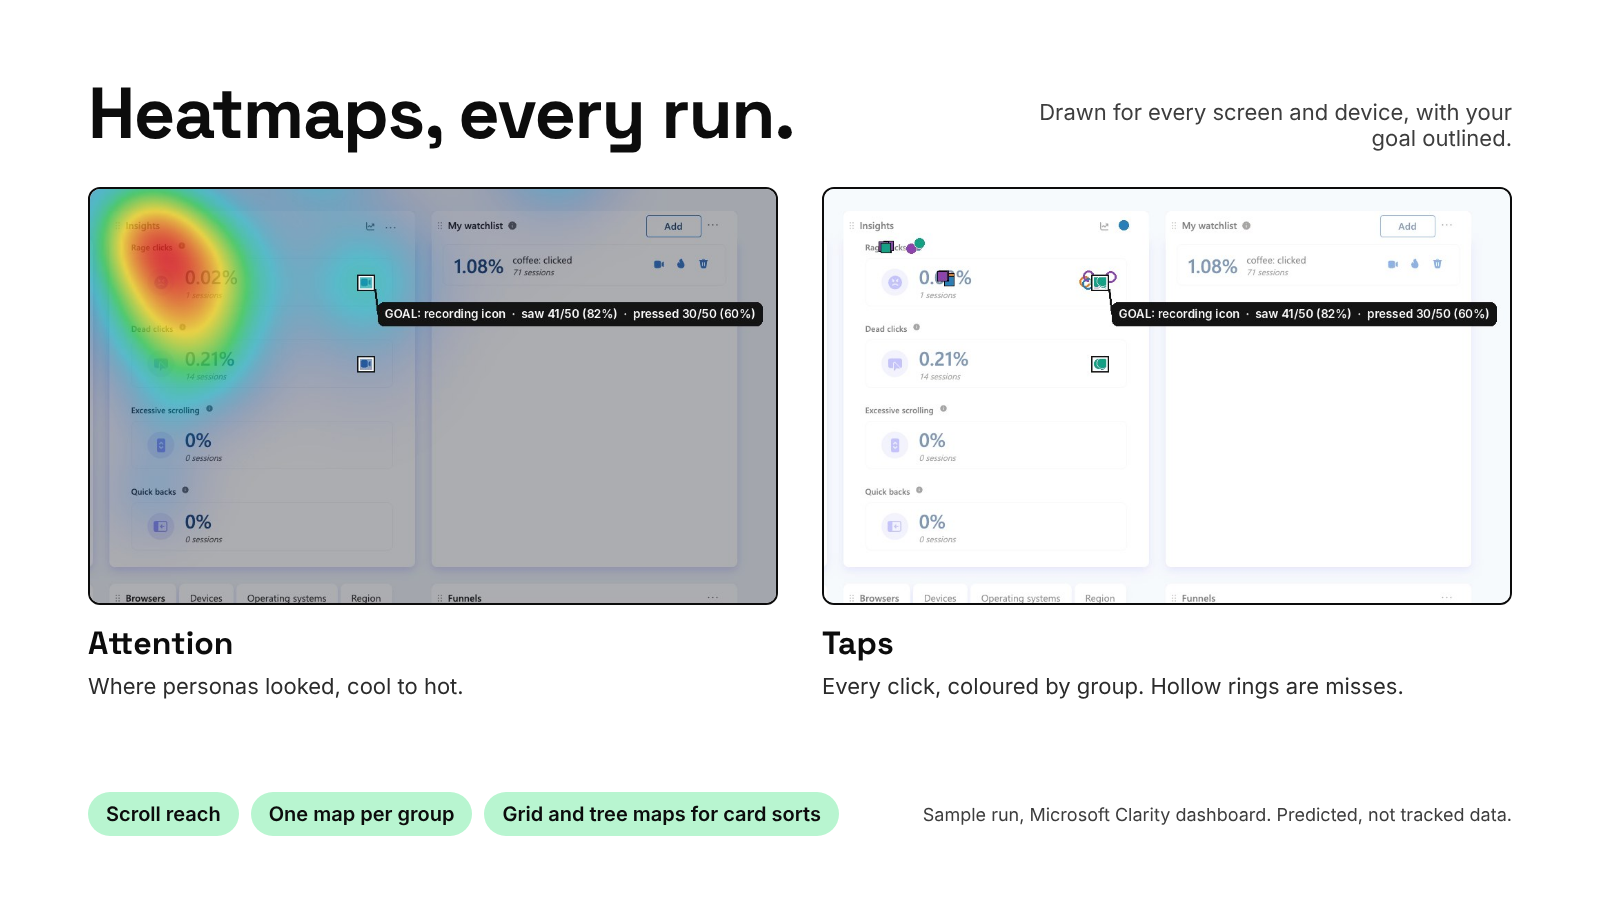 Heatmaps, every run.
Drawn for every screen and device, with your
goal outlined.
Insights
Rage clicks
0.02%
1 sessions
Dead clicks
0.21%
14 sessions
Excessive scrolling
0%
0 sessions
Quick backs
0%
0 sessions
My watchlist
Add
1.08%
coffee: clicked
71 sessions
GOAL: recording icon · saw 41/50 (82%) · pressed 30/50 (60%)
Browsers Devices Operating systems Region
Funnels
Insights
0.21%
14 sessions
1 sessions
Dead clicks
Excessive scrolling
0%
0 sessions
Quick backs
0%
0 sessions
My watchlist
Add
1.08%
coffee: clicked
71 sessions
GOAL: recording icon · saw 41/50 (82%) · pressed 30/50 (60%)
Browsers Devices Operating systems Region
Funnels
Attention
Where personas looked, cool to hot.
Taps
Every click, coloured by group. Hollow rings are misses.
Scroll reach
One map per group
Grid and tree maps for card sorts
Sample run, Microsoft Clarity dashboard. Predicted, not tracked data.